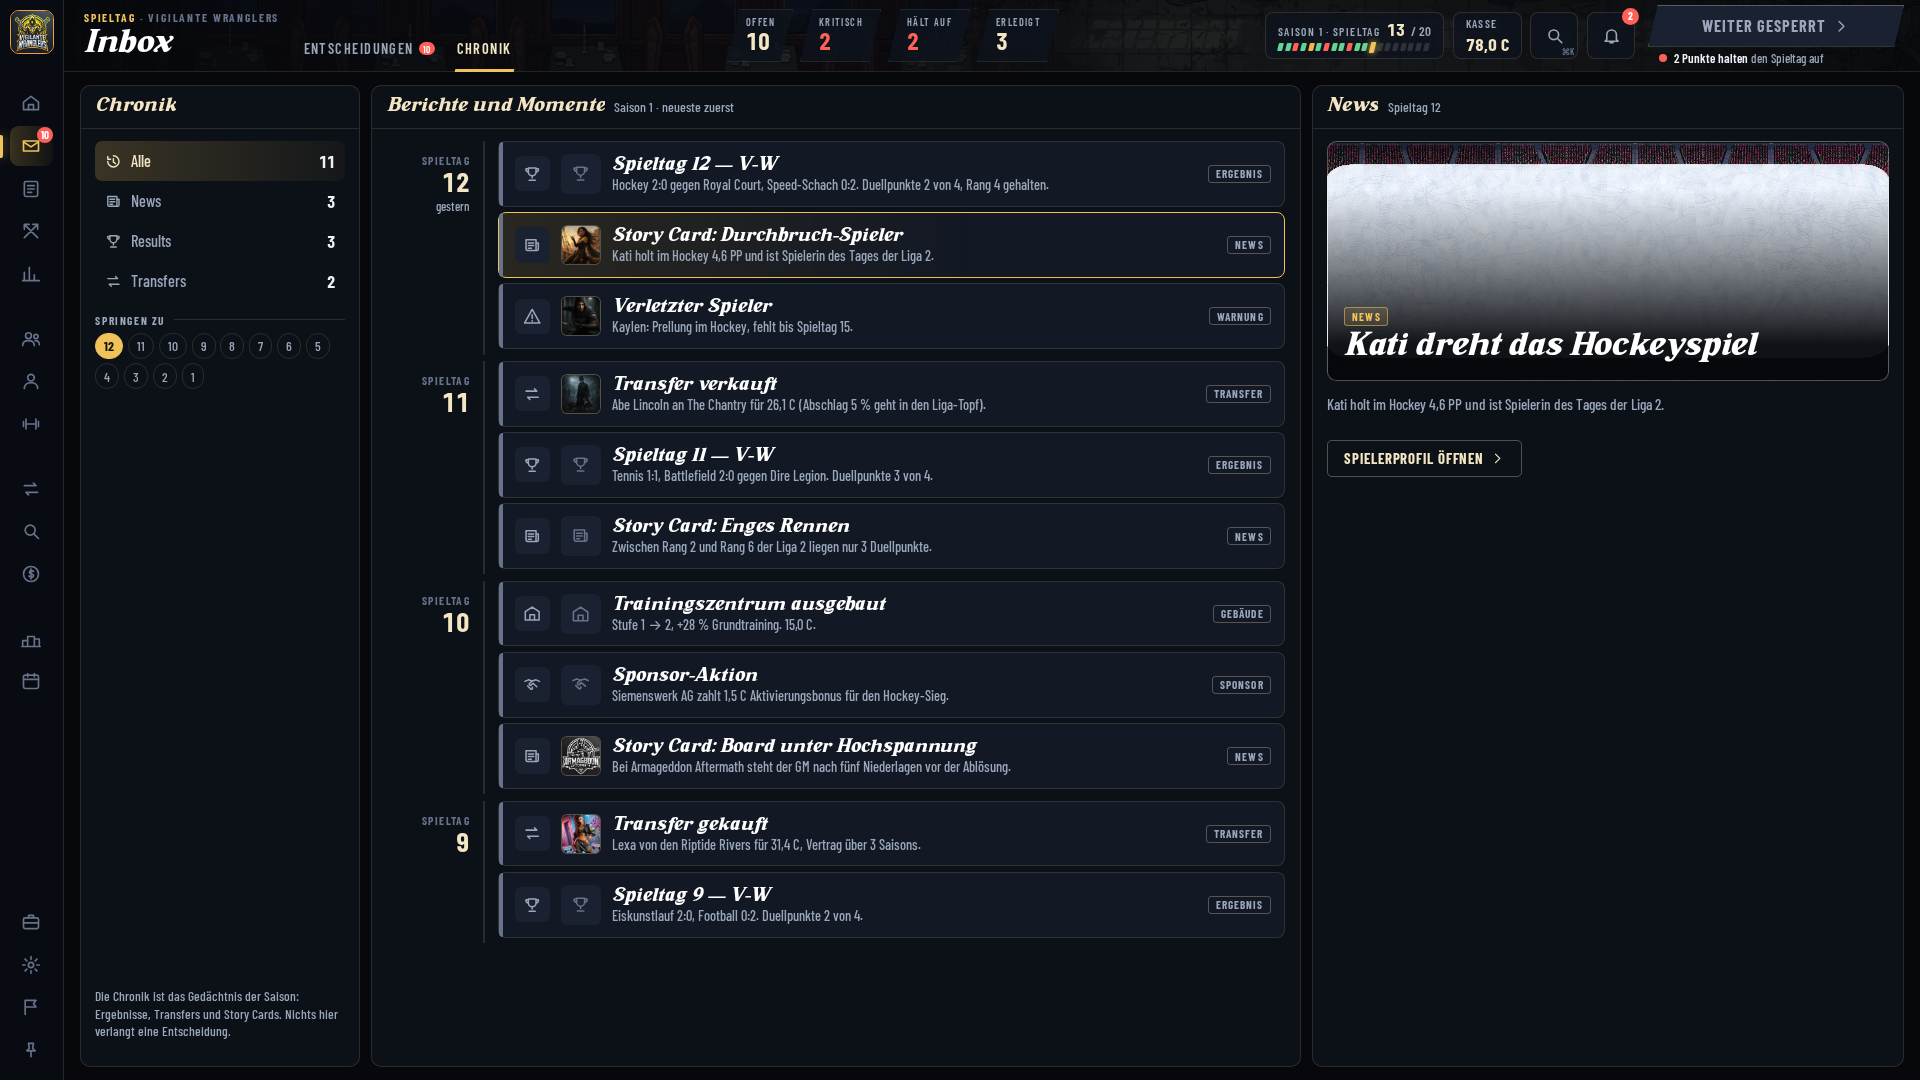 SPIELTAG · VIGILANTE WRANGLERS
Inbox
ENTSCHEIDUNGEN 10
CHRONIK
OFFEN
10
KRITISCH
2
HÄLT AUF
2
ERLEDIGT
3
SAISON 1 · SPIELTAG 13 / 20
KASSE
78,0 C
⌘K
2
WEITER GESPERRT
2 Punkte halten den Spieltag auf
10
Chronik
Alle 11
News 3
Results 3
Transfers 2
SPRINGEN ZU
12 11 10 9 8 7 6 5
4 3 2 1
Die Chronik ist das Gedächtnis der Saison:
Ergebnisse, Transfers und Story Cards. Nichts hier
verlangt eine Entscheidung.
Berichte und Momente Saison 1 · neueste zuerst
SPIELTAG
12
gestern
Spieltag 12 — V-W
Hockey 2:0 gegen Royal Court, Speed-Schach 0:2. Duellpunkte 2 von 4, Rang 4 gehalten.
ERGEBNIS
Story Card: Durchbruch-Spieler
Kati holt im Hockey 4,6 PP und ist Spielerin des Tages der Liga 2.
NEWS
Verletzter Spieler
Kaylen: Prellung im Hockey, fehlt bis Spieltag 15.
WARNUNG
SPIELTAG
11
Transfer verkauft
Abe Lincoln an The Chantry für 26,1 C (Abschlag 5 % geht in den Liga-Topf).
TRANSFER
Spieltag 11 — V-W
Tennis 1:1, Battlefield 2:0 gegen Dire Legion. Duellpunkte 3 von 4.
ERGEBNIS
Story Card: Enges Rennen
Zwischen Rang 2 und Rang 6 der Liga 2 liegen nur 3 Duellpunkte.
NEWS
SPIELTAG
10
Trainingszentrum ausgebaut
Stufe 1 → 2, +28 % Grundtraining. 15,0 C.
GEBÄUDE
Sponsor-Aktion
Siemenswerk AG zahlt 1,5 C Aktivierungsbonus für den Hockey-Sieg.
SPONSOR
Story Card: Board unter Hochspannung
Bei Armageddon Aftermath steht der GM nach fünf Niederlagen vor der Ablösung.
NEWS
SPIELTAG
9
Transfer gekauft
Lexa von den Riptide Rivers für 31,4 C, Vertrag über 3 Saisons.
TRANSFER
Spieltag 9 — V-W
Eiskunstlauf 2:0, Football 0:2. Duellpunkte 2 von 4.
ERGEBNIS
News Spieltag 12
NEWS
Kati dreht das Hockeyspiel
Kati holt im Hockey 4,6 PP und ist Spielerin des Tages der Liga 2.
SPIELERPROFIL ÖFFNEN